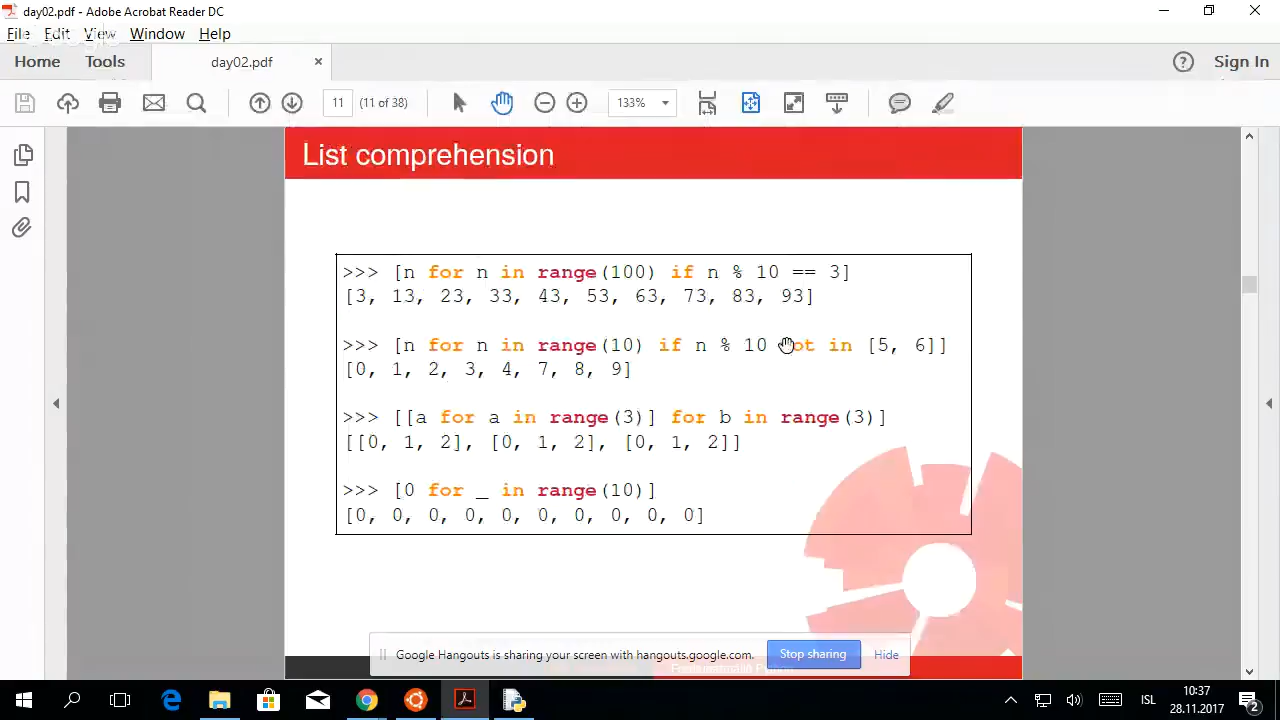 day02.pdf - Adobe Acrobat Reader DC
File Edit View Window Help
Home Tools day02.pdf × Sign In
11 (11 of 38) 133%
List comprehension
>>> [n for n in range(100) if n % 10 == 3]
[3, 13, 23, 33, 43, 53, 63, 73, 83, 93]
>>> [n for n in range(10) if n % 10 not in [5, 6]]
[0, 1, 2, 3, 4, 7, 8, 9]
>>> [[a for a in range(3)] for b in range(3)]
[[0, 1, 2], [0, 1, 2], [0, 1, 2]]
>>> [0 for _ in range(10)]
[0, 0, 0, 0, 0, 0, 0, 0, 0, 0]
Google Hangouts is sharing your screen with hangouts.google.com. Stop sharing Hide
ÍSL 10:37
28.11.2017 2